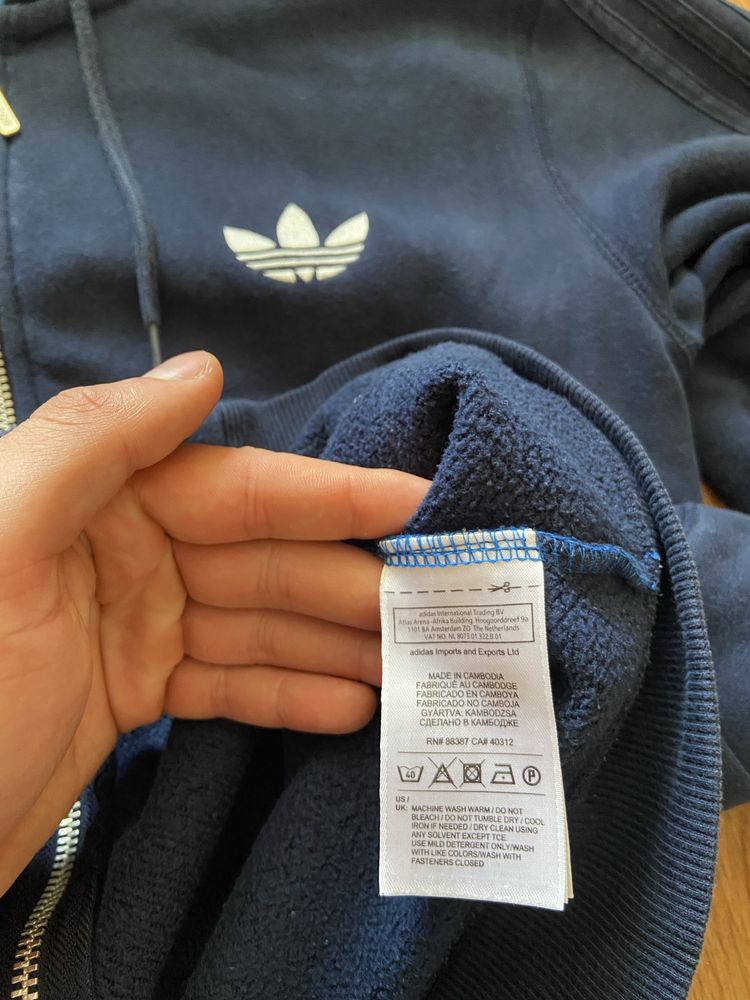 adidas International Trading BV
Atlas Arena -Afrika Building, Hoogoorddreef 9a
1101 BA Amsterdam ZO The Netherlands
VAT NO. NL 8073.01.322.B.01
adidas Imports and Exports Ltd
MADE IN CAMBODIA
FABRIQUÉ AU CAMBODGE
FABRICADO EN CAMBOYA
FABRICADO NO CAMBOJA
GYÁRTVA: KAMBODZSA
СДЕЛАНО В КАМБОДЖЕ
RN# 88387 CA# 40312
40 P
US /
UK: MACHINE WASH WARM / DO NOT
BLEACH / DO NOT TUMBLE DRY / COOL
IRON IF NEEDED / DRY CLEAN USING
ANY SOLVENT EXCEPT TCE
USE MILD DETERGENT ONLY/WASH
WITH LIKE COLORS/WASH WITH
FASTENERS CLOSED